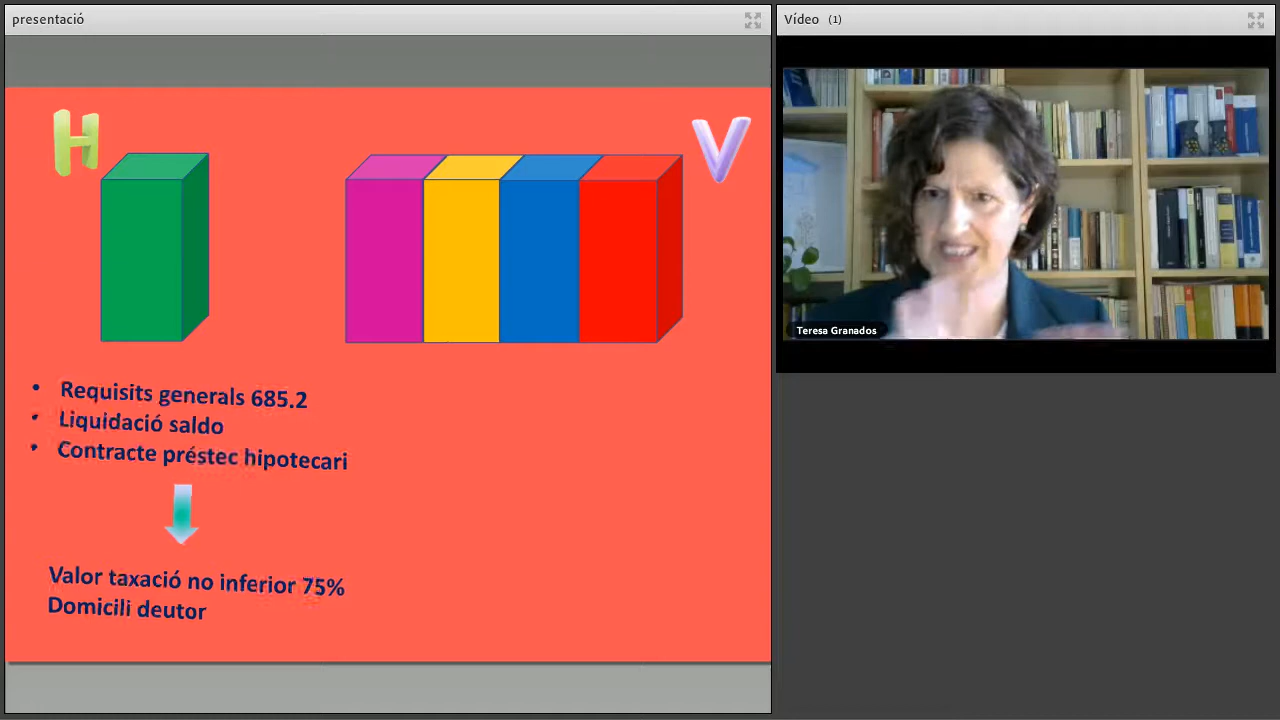 presentació
Vídeo (1)
H
V
Teresa Granados
• Requisits generals 685.2
• Liquidació saldo
• Contracte préstec hipotecari
Valor taxació no inferior 75%
Domicili deutor